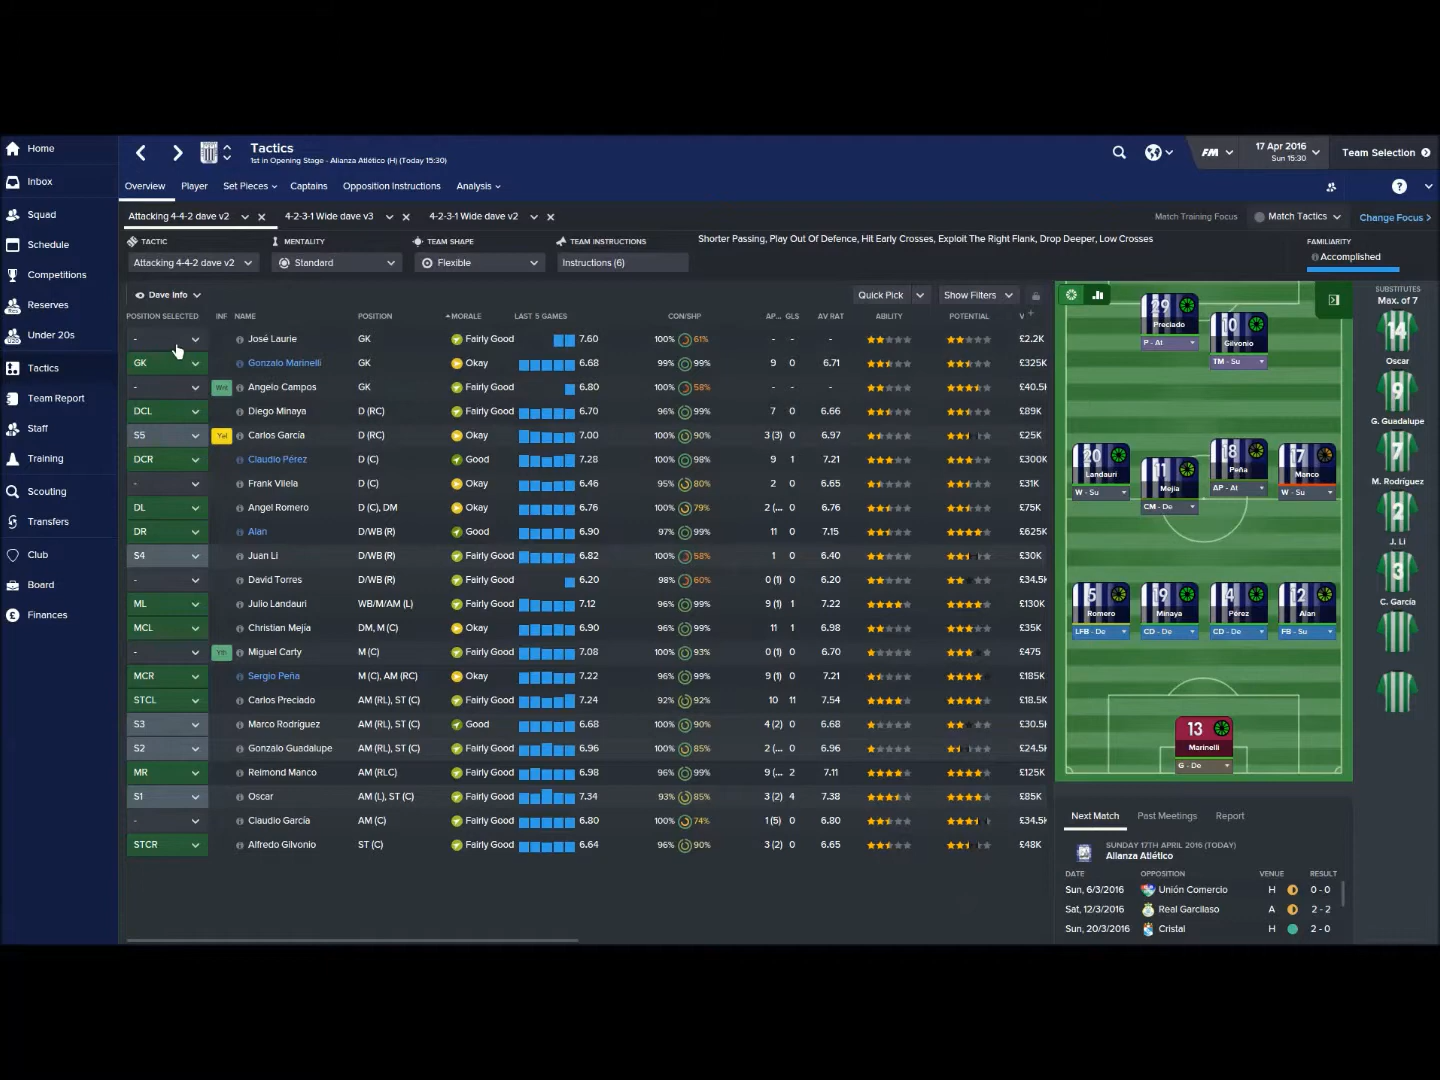 Home
Inbox
Squad
Schedule
Competitions
Reserves
Under 20s
Tactics
Team Report
Staff
Training
Scouting
Transfers
Club
Board
Finances
Tactics
1st in Opening Stage - Alianza Atlético (H) (Today 15:30)
FM
17 Apr 2016
Sun 15:30
Team Selection
Overview Player Set Pieces Captains Opposition Instructions Analysis
Attacking 4-4-2 dave v2 4-2-3-1 Wide dave v3 4-2-3-1 Wide dave v2
Match Training Focus Match Tactics Change Focus >
TACTIC MENTALITY TEAM SHAPE TEAM INSTRUCTIONS
Shorter Passing, Play Out Of Defence, Hit Early Crosses, Exploit The Right Flank, Drop Deeper, Low Crosses
FAMILIARITY
Attacking 4-4-2 dave v2 Standard Flexible Instructions (6)
Accomplished
Dave Info Quick Pick Show Filters
POSITION SELECTED INF NAME POSITION MORALE LAST 5 GAMES CON/SHP AP... GLS AV RAT ABILITY POTENTIAL V
- José Laurie GK Fairly Good 7.60 100% 61% - - - £2.2K
GK Gonzalo Marinelli GK Okay 6.68 99% 99% 9 0 6.71 £325K
- Wnt Angelo Campos GK Fairly Good 6.80 100% 58% - - - £40.5K
DCL Diego Minaya D (RC) Fairly Good 6.70 96% 99% 7 0 6.66 £89K
S5 Yel Carlos García D (RC) Okay 7.00 100% 90% 3 (3) 0 6.97 £25K
DCR Claudio Pérez D (C) Good 7.28 96% 98% 9 1 7.21 £300K
- Frank Vilela D (C) Fairly Good 6.46 95% 80% 2 0 6.65 £31K
DL Angel Romero D (C), DM Okay 6.76 100% 79% 2 (... 0 6.76 £75K
DR Alan D/WB (R) Good 6.90 97% 99% 11 0 7.15 £625K
S4 Juan Li D/WB (R) Fairly Good 6.82 100% 58% 1 0 6.40 £30K
- David Torres D/WB (R) Fairly Good 6.20 98% 60% 0 (1) 0 6.20 £34.5K
ML Julio Landauri WB/M/AM (L) Fairly Good 7.12 96% 99% 9 (1) 1 7.22 £130K
MCL Christian Mejía DM, M (C) Okay 6.90 96% 99% 11 1 6.98 £35K
- Yth Miguel Carty M (C) Fairly Good 7.08 100% 93% 0 (1) 0 6.70 £475
MCR Sergio Peña M (C), AM (RC) Okay 7.22 96% 99% 9 (1) 0 7.21 £185K
STCL Carlos Preciado AM (RL), ST (C) Fairly Good 7.24 92% 92% 10 11 7.54 £18.5K
S3 Marco Rodríguez AM (RL), ST (C) Good 6.68 100% 90% 4 (2) 0 6.68 £30.5K
S2 Gonzalo Guadalupe AM (RL), ST (C) Fairly Good 6.96 100% 85% 2 (... 0 6.96 £24.5K
MR Reimond Manco AM (RLC) Fairly Good 6.98 96% 99% 9 (... 2 7.11 £125K
S1 Oscar AM (L), ST (C) Fairly Good 7.34 93% 85% 3 (2) 4 7.38 £85K
- Claudio García AM (C) Fairly Good 6.80 100% 74% 1 (5) 0 6.80 £34.5K
STCR Alfredo Gilvonio ST (C) Fairly Good 6.64 96% 90% 3 (2) 0 6.65 £48K
29
Preciado
P - At
10
Gilvonio
TM - Su
20
Landauri
W - Su
11
Mejía
CM - De
18
Peña
AP - At
17
Manco
W - Su
5
Romero
LFB - De
19
Minaya
CD - De
4
Pérez
CD - De
12
Alan
FB - Su
13
Marinelli
G - De
SUBSTITUTES
Max. of 7
14
Oscar
9
G. Guadalupe
7
M. Rodríguez
2
J. Li
3
C. García
Next Match Past Meetings Report
SUNDAY 17TH APRIL 2016 (TODAY)
Alianza Atlético
DATE OPPOSITION VENUE RESULT
Sun, 6/3/2016 Unión Comercio H 0 - 0
Sat, 12/3/2016 Real Garcilaso A 2 - 2
Sun, 20/3/2016 Cristal H 2 - 0